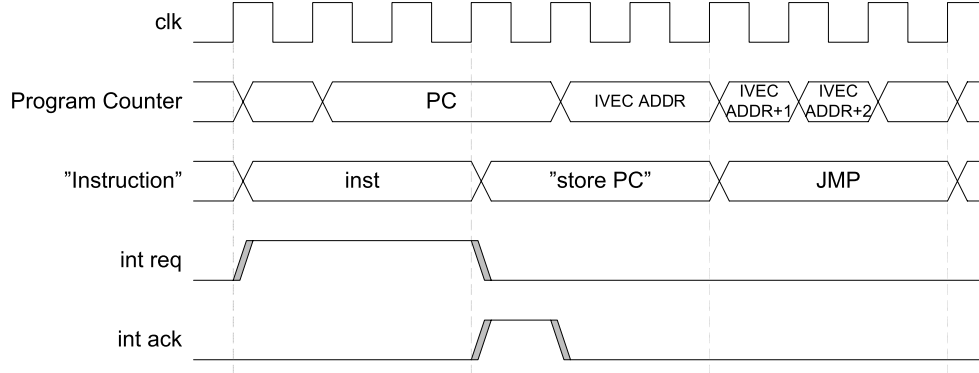 clk
Program Counter
PC
IVEC ADDR
IVEC
ADDR+1
IVEC
ADDR+2
”Instruction”
inst
”store PC”
JMP
int req
int ack